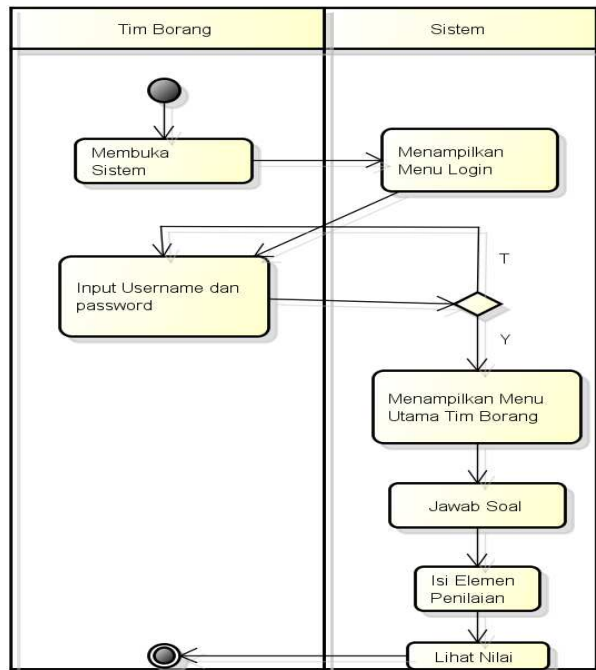 Tim Borang
Sistem
Membuka
Sistem
Menampilkan
Menu Login
Input Username dan
password
T
Y
Menampilkan Menu
Utama Tim Borang
Jawab Soal
Isi Elemen
Penilaian
Lihat Nilai